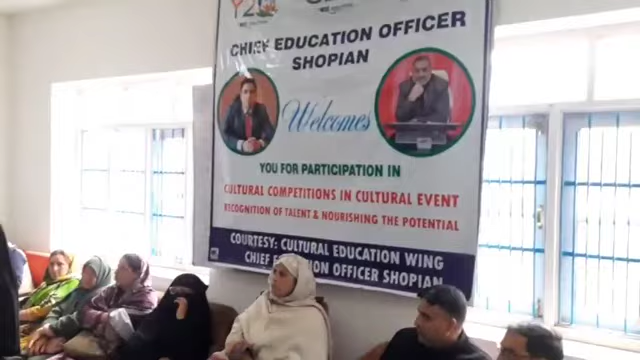 CHIEF EDUCATION OFFICER
SHOPIAN
Welcomes
YOU FOR PARTICIPATION IN
CULTURAL COMPETITIONS IN CULTURAL EVENT
RECOGNITION OF TALENT & NOURISHING THE POTENTIAL
COURTESY: CULTURAL EDUCATION WING
CHIEF OFFICER SHOPIAN